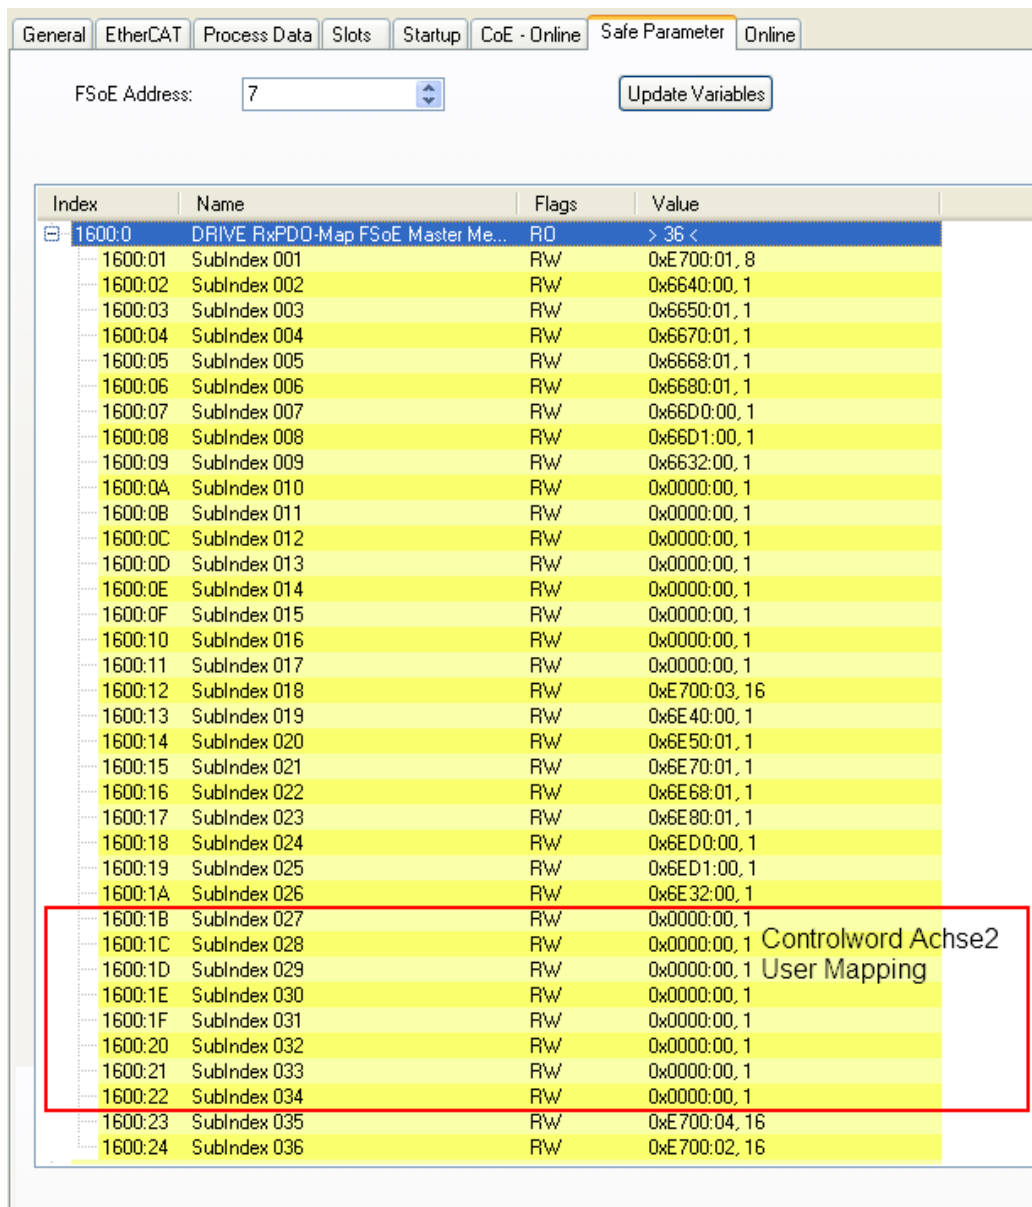 General EtherCAT Process Data Slots Startup CoE - Online Safe Parameter Online
FSoE Address: 7 Update Variables
Index Name Flags Value
1600:0 DRIVE RxPDO-Map FSoE Master Me... RO > 36 <
1600:01 SubIndex 001 RW 0xE700:01, 8
1600:02 SubIndex 002 RW 0x6640:00, 1
1600:03 SubIndex 003 RW 0x6650:01, 1
1600:04 SubIndex 004 RW 0x6670:01, 1
1600:05 SubIndex 005 RW 0x6668:01, 1
1600:06 SubIndex 006 RW 0x6680:01, 1
1600:07 SubIndex 007 RW 0x66D0:00, 1
1600:08 SubIndex 008 RW 0x66D1:00, 1
1600:09 SubIndex 009 RW 0x6632:00, 1
1600:0A SubIndex 010 RW 0x0000:00, 1
1600:0B SubIndex 011 RW 0x0000:00, 1
1600:0C SubIndex 012 RW 0x0000:00, 1
1600:0D SubIndex 013 RW 0x0000:00, 1
1600:0E SubIndex 014 RW 0x0000:00, 1
1600:0F SubIndex 015 RW 0x0000:00, 1
1600:10 SubIndex 016 RW 0x0000:00, 1
1600:11 SubIndex 017 RW 0x0000:00, 1
1600:12 SubIndex 018 RW 0xE700:03, 16
1600:13 SubIndex 019 RW 0x6E40:00, 1
1600:14 SubIndex 020 RW 0x6E50:01, 1
1600:15 SubIndex 021 RW 0x6E70:01, 1
1600:16 SubIndex 022 RW 0x6E68:01, 1
1600:17 SubIndex 023 RW 0x6E80:01, 1
1600:18 SubIndex 024 RW 0x6ED0:00, 1
1600:19 SubIndex 025 RW 0x6ED1:00, 1
1600:1A SubIndex 026 RW 0x6E32:00, 1
1600:1B SubIndex 027 RW 0x0000:00, 1
1600:1C SubIndex 028 RW 0x0000:00, 1 Controlword Achse2
1600:1D SubIndex 029 RW 0x0000:00, 1 User Mapping
1600:1E SubIndex 030 RW 0x0000:00, 1
1600:1F SubIndex 031 RW 0x0000:00, 1
1600:20 SubIndex 032 RW 0x0000:00, 1
1600:21 SubIndex 033 RW 0x0000:00, 1
1600:22 SubIndex 034 RW 0x0000:00, 1
1600:23 SubIndex 035 RW 0xE700:04, 16
1600:24 SubIndex 036 RW 0xE700:02, 16